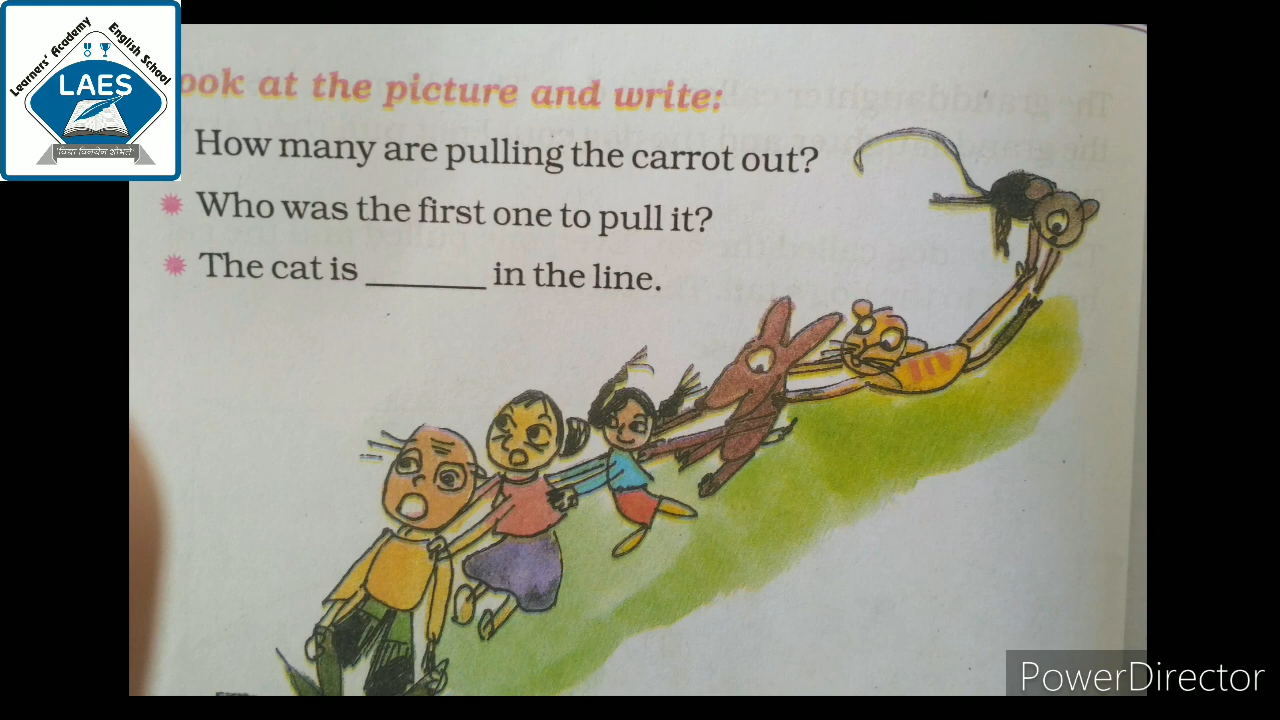 Learners' Academy English School
LAES
ook at the picture and write:
How many are pulling the carrot out?
Who was the first one to pull it?
The cat is _______ in the line.
PowerDirector